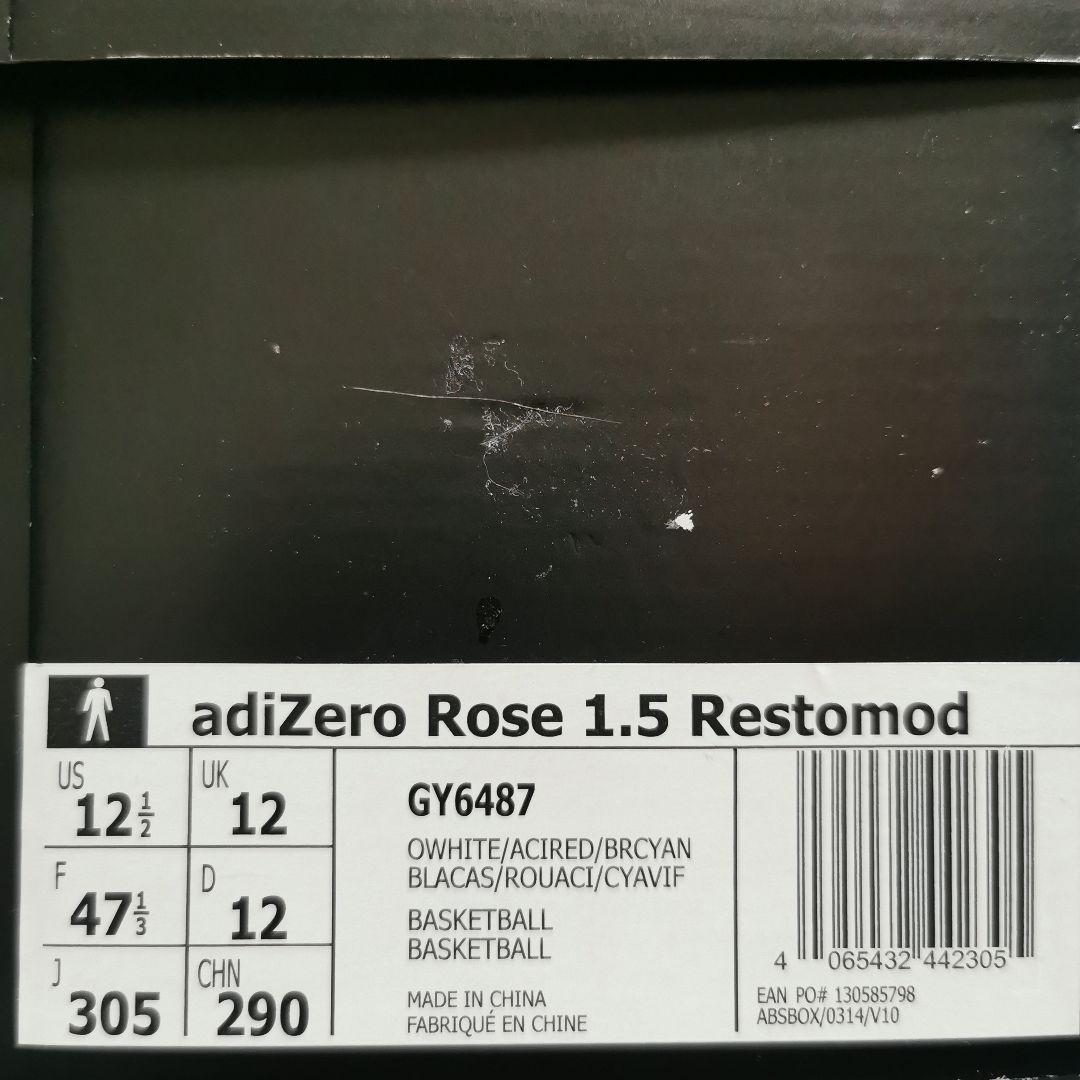 adiZero Rose 1.5 Restomod
US 12 1/2
UK 12
F 47 1/3
D 12
J 305
CHN 290
GY6487
OWHITE/ACIRED/BRCYAN
BLACAS/ROUACI/CYAVIF
BASKETBALL
BASKETBALL
MADE IN CHINA
FABRIQUÉ EN CHINE
4 065432 442305
EAN PO# 130585798
ABSBOX/0314/V10